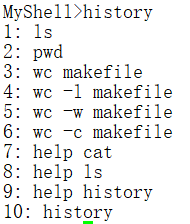 MyShell>history
1: ls
2: pwd
3: wc makefile
4: wc -l makefile
5: wc -w makefile
6: wc -c makefile
7: help cat
8: help ls
9: help history
10: history